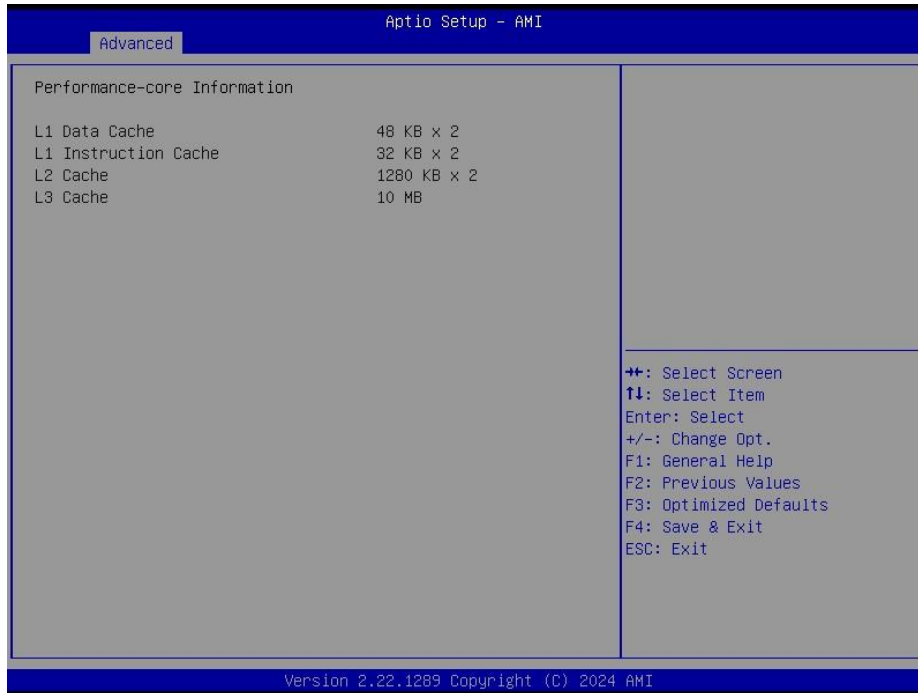 Aptio Setup – AMI
Advanced
Performance-core Information
L1 Data Cache 48 KB x 2
L1 Instruction Cache 32 KB x 2
L2 Cache 1280 KB x 2
L3 Cache 10 MB
→←: Select Screen
↑↓: Select Item
Enter: Select
+/-: Change Opt.
F1: General Help
F2: Previous Values
F3: Optimized Defaults
F4: Save & Exit
ESC: Exit
Version 2.22.1289 Copyright (C) 2024 AMI